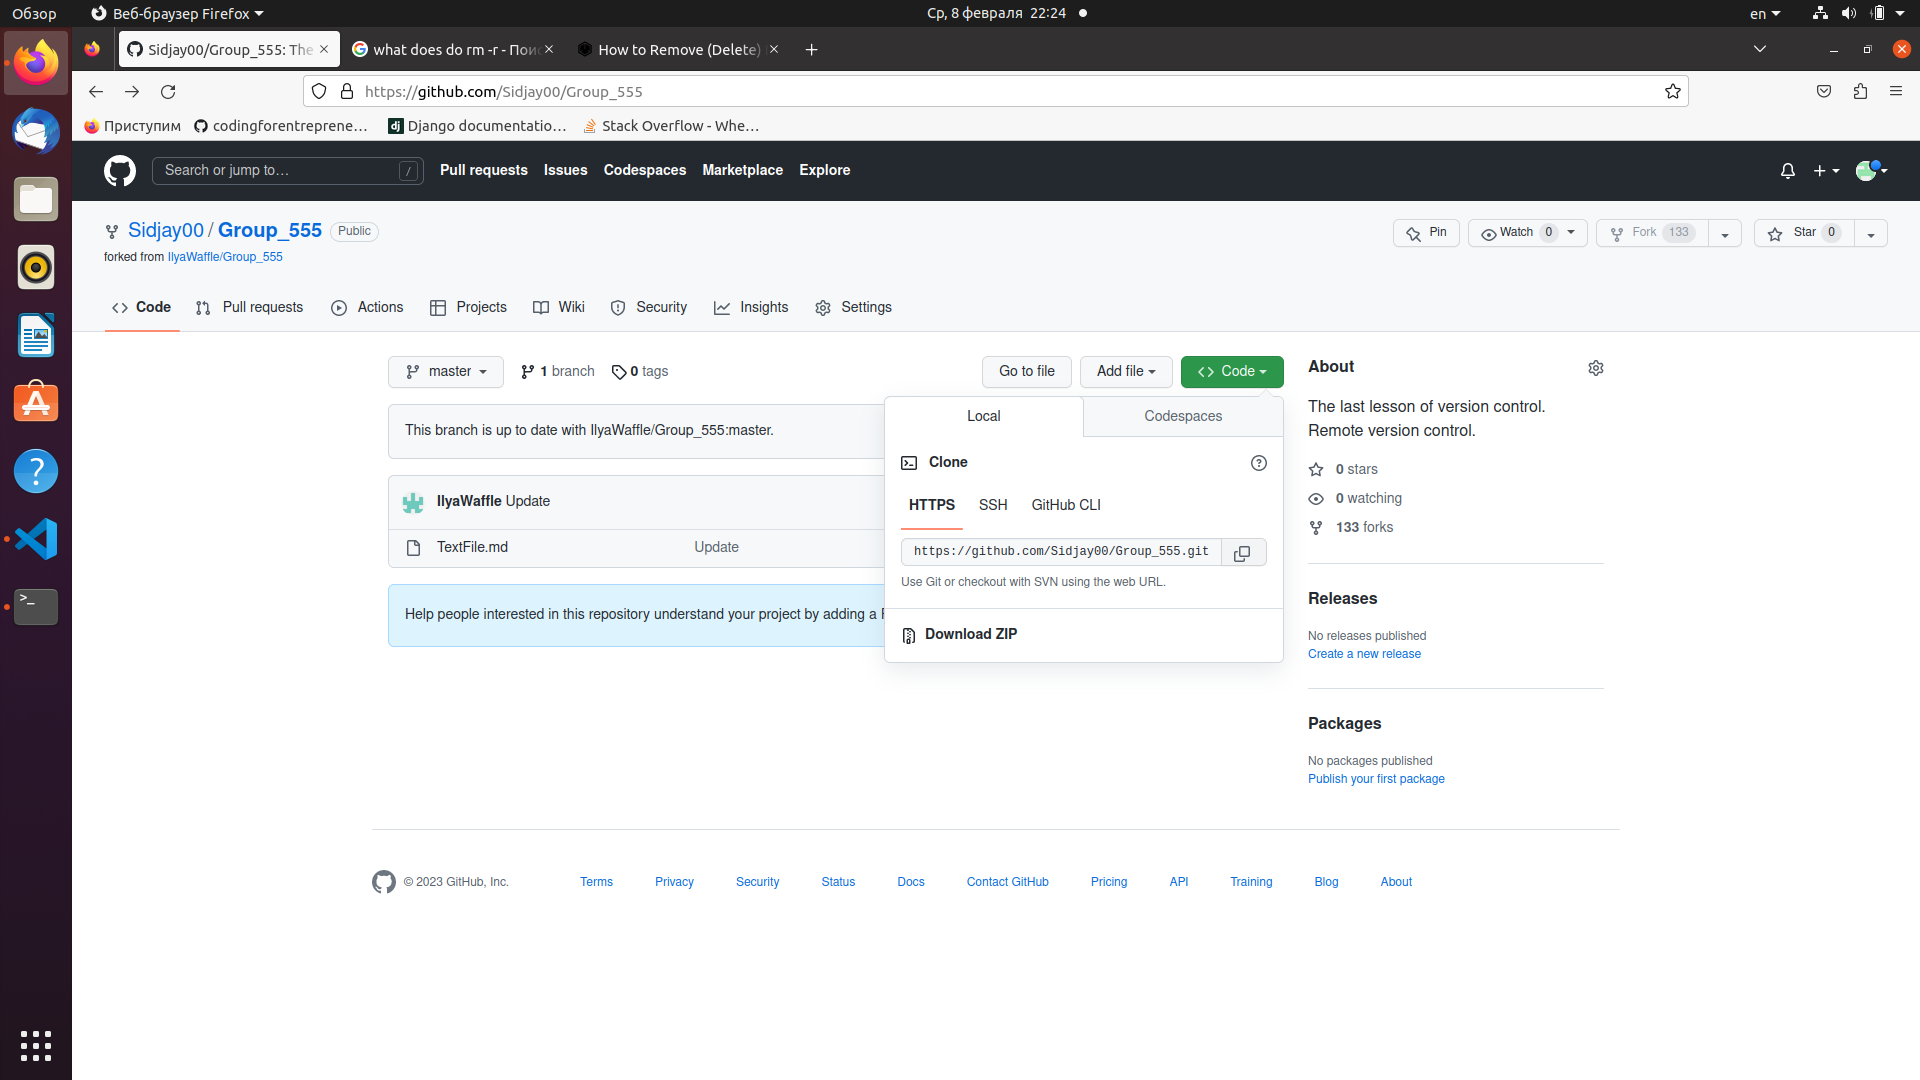 Обзор
Веб-браузер Firefox
Ср, 8 февраля 22:24
en
Sidjay00/Group_555: The
what does do rm -r - Пои
How to Remove (Delete)
https://github.com/Sidjay00/Group_555
Приступим
codingforentreprene…
Django documentatio…
Stack Overflow - Whe…
Search or jump to…
/
Pull requests
Issues
Codespaces
Marketplace
Explore
Sidjay00 / Group_555
Public
forked from IlyaWaffle/Group_555
Pin
Watch 0
Fork 133
Star 0
Code
Pull requests
Actions
Projects
Wiki
Security
Insights
Settings
master
1 branch
0 tags
Go to file
Add file
Code
This branch is up to date with IlyaWaffle/Group_555:master.
IlyaWaffle Update
TextFile.md
Update
Help people interested in this repository understand your project by adding a
Local
Codespaces
Clone
HTTPS
SSH
GitHub CLI
https://github.com/Sidjay00/Group_555.git
Use Git or checkout with SVN using the web URL.
Download ZIP
About
The last lesson of version control.
Remote version control.
0 stars
0 watching
133 forks
Releases
No releases published
Create a new release
Packages
No packages published
Publish your first package
© 2023 GitHub, Inc.
Terms
Privacy
Security
Status
Docs
Contact GitHub
Pricing
API
Training
Blog
About